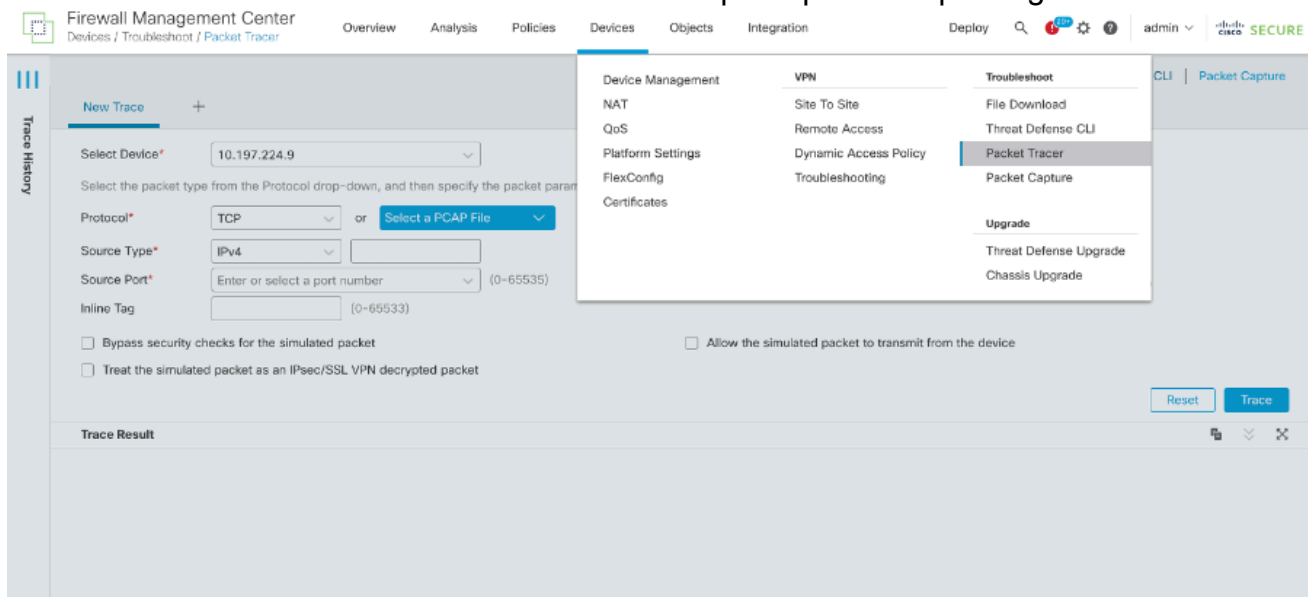 Firewall Management Center
Devices / Troubleshoot / Packet Tracer
Overview Analysis Policies Devices Objects Integration Deploy 20+ admin cisco SECURE
Device Management
NAT
QoS
Platform Settings
FlexConfig
Certificates
VPN
Site To Site
Remote Access
Dynamic Access Policy
Troubleshooting
Troubleshoot
File Download
Threat Defense CLI
Packet Tracer
Packet Capture
Upgrade
Threat Defense Upgrade
Chassis Upgrade
CLI | Packet Capture
Trace History
New Trace +
Select Device* 10.197.224.9
Select the packet type from the Protocol drop-down, and then specify the packet param
Protocol* TCP or Select a PCAP File
Source Type* IPv4
Source Port* Enter or select a port number (0-65535)
Inline Tag (0-65533)
Bypass security checks for the simulated packet
Allow the simulated packet to transmit from the device
Treat the simulated packet as an IPsec/SSL VPN decrypted packet
Reset Trace
Trace Result